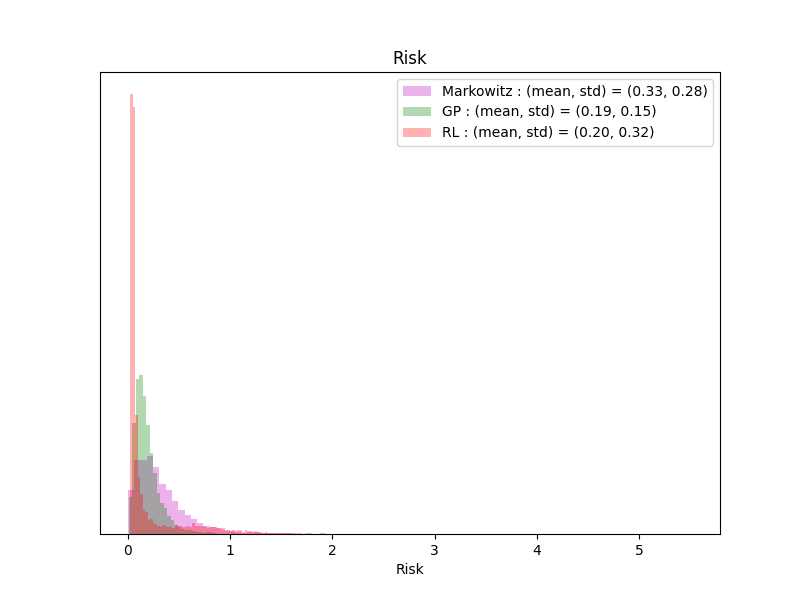 Risk
Markowitz : (mean, std) = (0.33, 0.28)
GP : (mean, std) = (0.19, 0.15)
RL : (mean, std) = (0.20, 0.32)
0 1 2 3 4 5
Risk